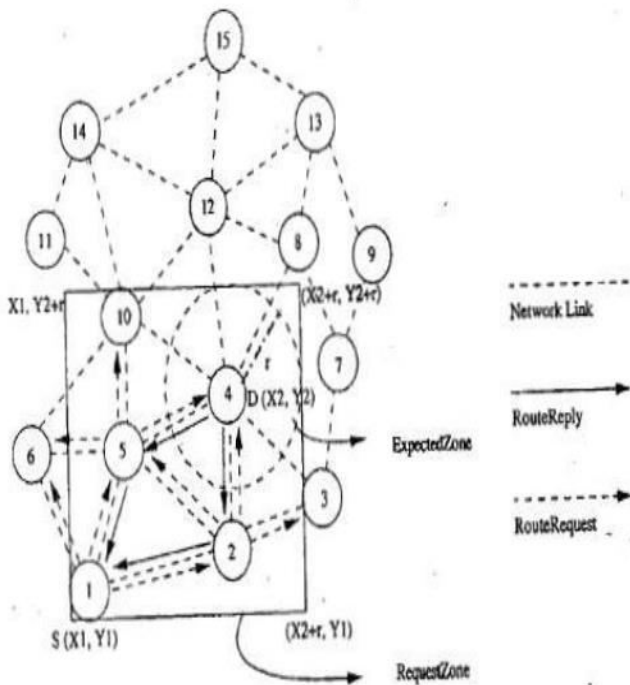 15
14
13
12
11
8
9
X1, Y2+r
(X2+r, Y2+r)
10
Network Link
r
7
4
D (X2, Y2)
RouteReply
5
ExpectedZone
6
3
RouteRequest
2
1
S (X1, Y1)
(X2+r, Y1)
RequestZone